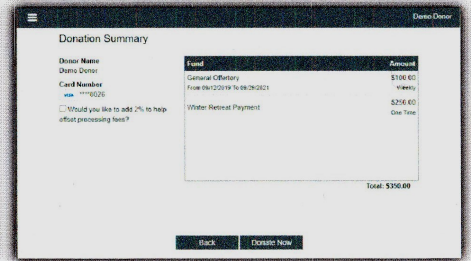 Demo Donor
Donation Summary
Donor Name
Demo Donor
Card Number
VISA ****6026
Would you like to add 2% to help
offset processing fees?
Fund Amount
General Offertory $100.00
From 09/12/2019 To 09/26/2021 Weekly
Winter Retreat Payment $250.00
One Time
Total: $350.00
Back Donate Now